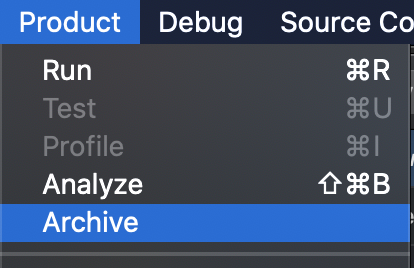 Product Debug Source Co
Run ⌘R
Test ⌘U
Profile ⌘I
Analyze ⇧⌘B
Archive